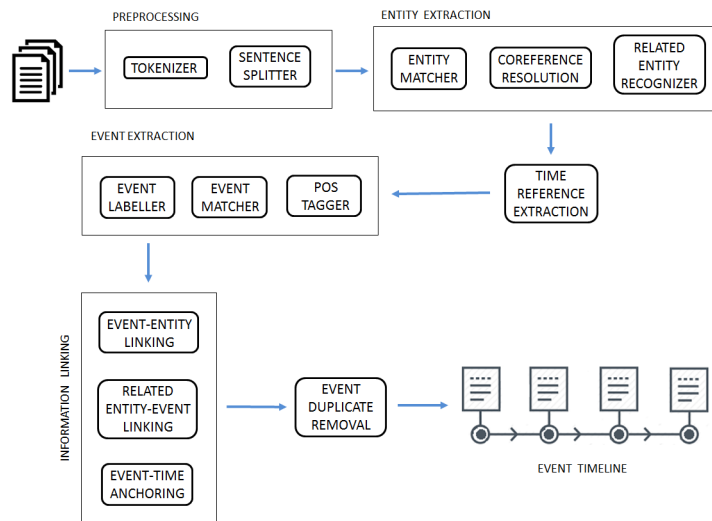 PREPROCESSING
TOKENIZER
SENTENCE
SPLITTER
ENTITY EXTRACTION
ENTITY
MATCHER
COREFERENCE
RESOLUTION
RELATED
ENTITY
RECOGNIZER
TIME
REFERENCE
EXTRACTION
EVENT EXTRACTION
EVENT
LABELLER
EVENT
MATCHER
POS
TAGGER
INFORMATION LINKING
EVENT-ENTITY
LINKING
RELATED
ENTITY-EVENT
LINKING
EVENT-TIME
ANCHORING
EVENT
DUPLICATE
REMOVAL
EVENT TIMELINE